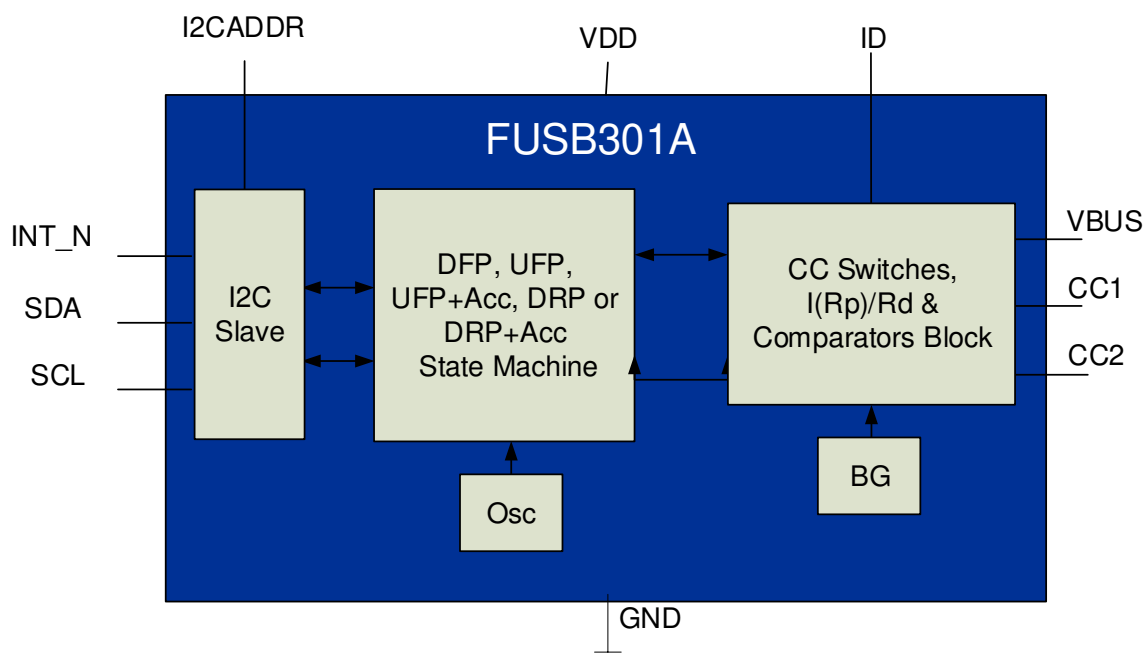 I2CADDR
VDD
ID
FUSB301A
INT_N
SDA
SCL
I2C
Slave
DFP, UFP,
UFP+Acc, DRP or
DRP+Acc
State Machine
CC Switches,
I(Rp)/Rd &
Comparators Block
VBUS
CC1
CC2
Osc
BG
GND